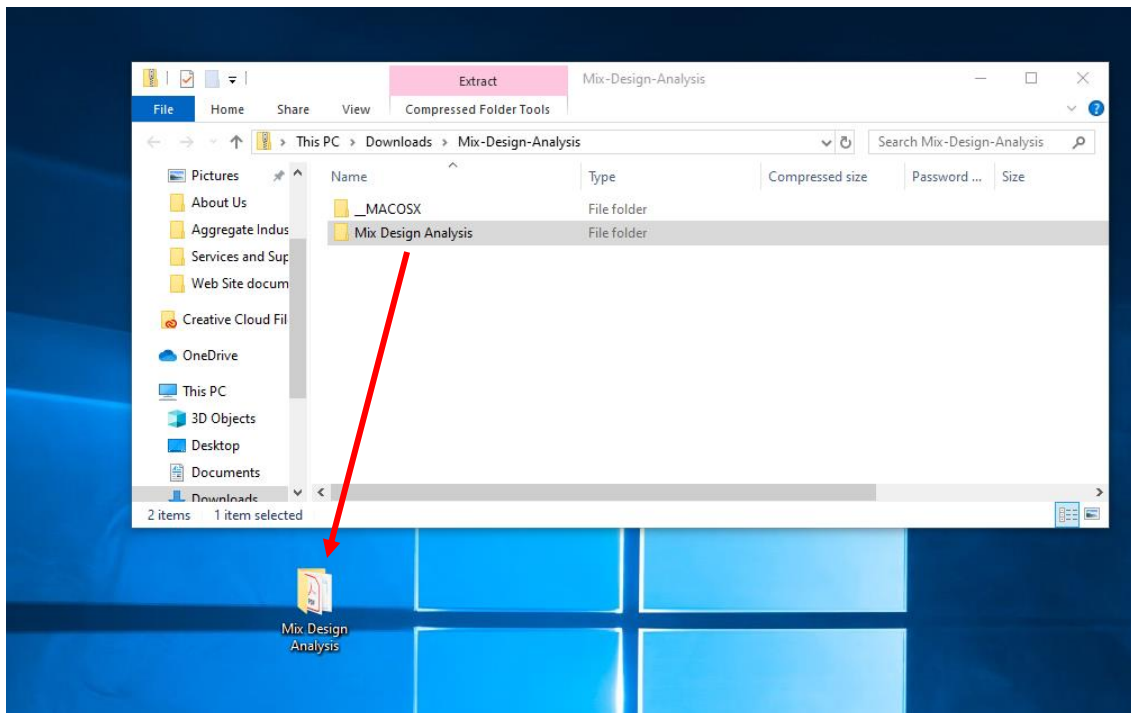 Extract Mix-Design-Analysis
File Home Share View Compressed Folder Tools
This PC > Downloads > Mix-Design-Analysis Search Mix-Design-Analysis
Pictures Name Type Compressed size Password ... Size
About Us __MACOSX File folder
Aggregate Indus Mix Design Analysis File folder
Services and Sup
Web Site docum
Creative Cloud Fil
OneDrive
This PC
3D Objects
Desktop
Documents
Downloads
2 items 1 item selected
PDF
Mix Design
Analysis